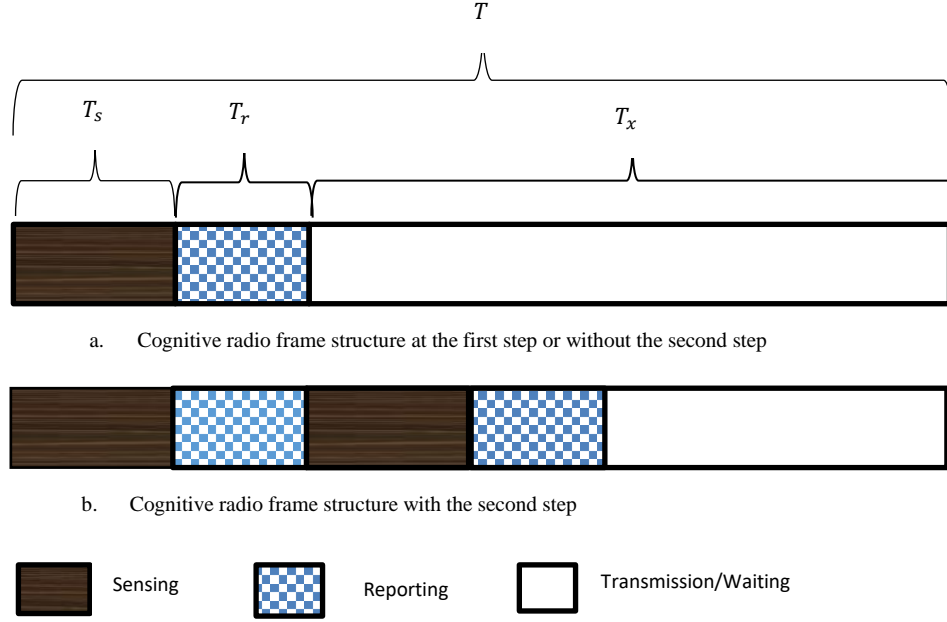 T
T_s
T_r
T_x
a. Cognitive radio frame structure at the first step or without the second step
b. Cognitive radio frame structure with the second step
Sensing
Reporting
Transmission/Waiting